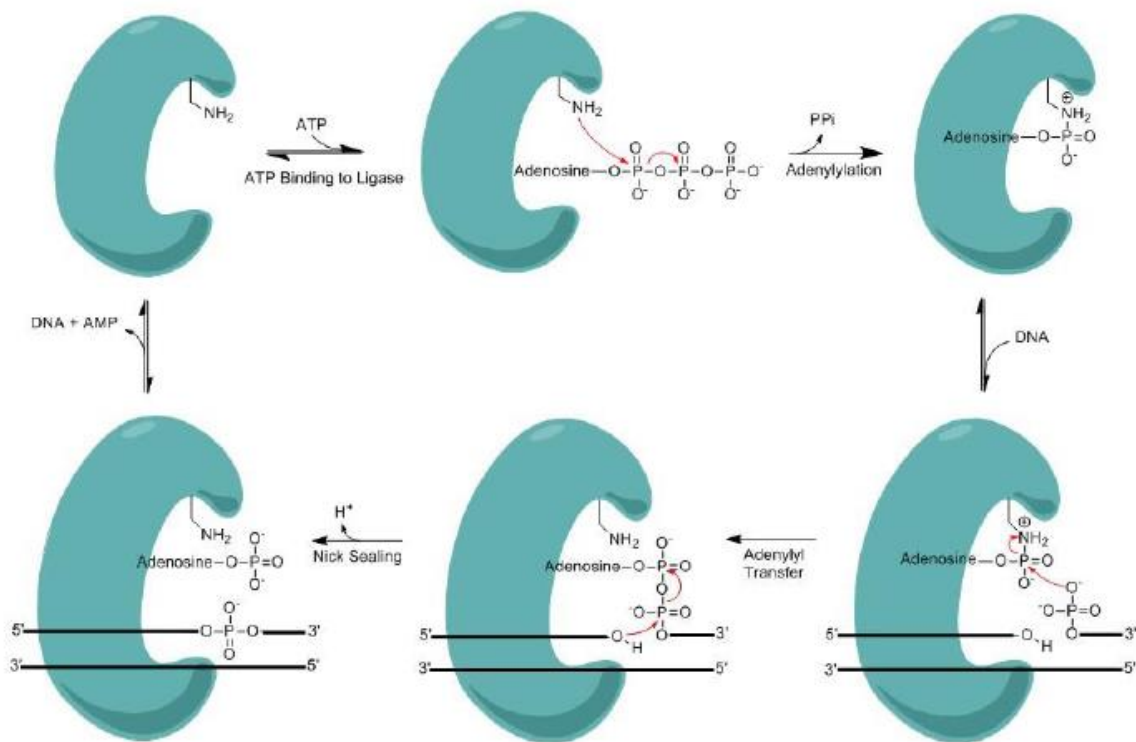 NH₂
ATP
ATP Binding to Ligase
NH₂
O O O
Adenosine—O—P—O—P—O—P—O⁻
O⁻ O⁻ O⁻
PPi
Adenylylation
⊕
NH₂
Adenosine—O—P=O
O⁻
DNA + AMP
DNA
NH₂
O⁻
Adenosine—O—P=O
O⁻
O⁻
5' O—P—O 3'
O
3' 5'
H⁺
Nick Sealing
NH₂
O⁻
Adenosine—O—P=O
O
O⁻—P=O
5' O H O 3'
3' 5'
Adenylyl
Transfer
⊕
NH₂
Adenosine—O—P=O
O⁻
O⁻
O⁻—P=O
5' O H O 3'
3' 5'